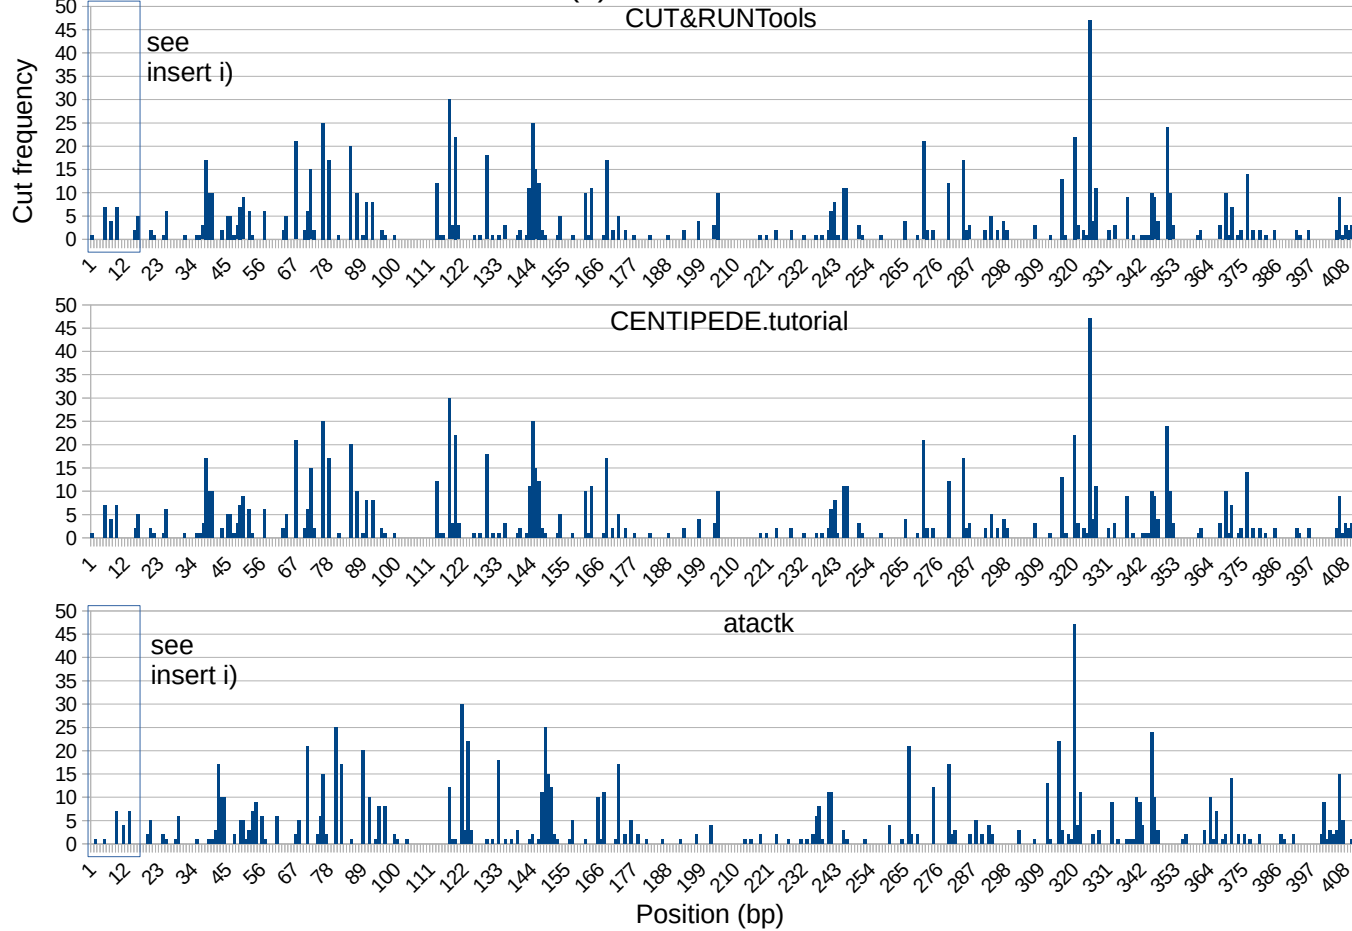 CUT&RUNTools
50
45
40
35
30
25
20
15
10
5
0
see
insert i)
Cut frequency
1 12 23 34 45 56 67 78 89 100 111 122 133 144 155 166 177 188 199 210 221 232 243 254 265 276 287 298 309 320 331 342 353 364 375 386 397 408
CENTIPEDE.tutorial
50
45
40
35
30
25
20
15
10
5
0
1 12 23 34 45 56 67 78 89 100 111 122 133 144 155 166 177 188 199 210 221 232 243 254 265 276 287 298 309 320 331 342 353 364 375 386 397 408
atactk
50
45
40
35
30
25
20
15
10
5
0
see
insert i)
1 12 23 34 45 56 67 78 89 100 111 122 133 144 155 166 177 188 199 210 221 232 243 254 265 276 287 298 309 320 331 342 353 364 375 386 397 408
Position (bp)